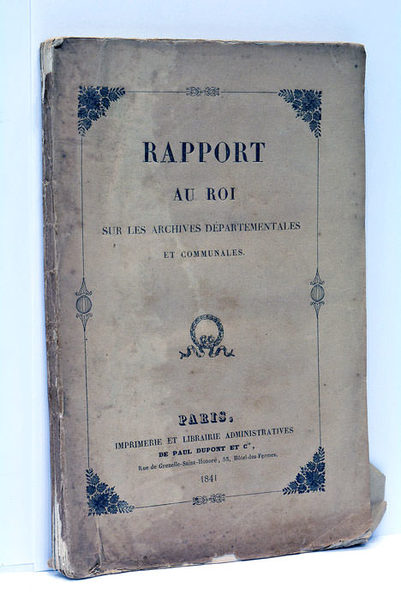 RAPPORT
AU ROI
SUR LES ARCHIVES DÉPARTEMENTALES
ET COMMUNALES.
PARIS,
IMPRIMERIE ET LIBRAIRIE ADMINISTRATIVES
DE PAUL DUPONT ET Cie,
Rue de Grenelle-Saint-Honoré, 55, Hôtel-des-Fermes.
1841